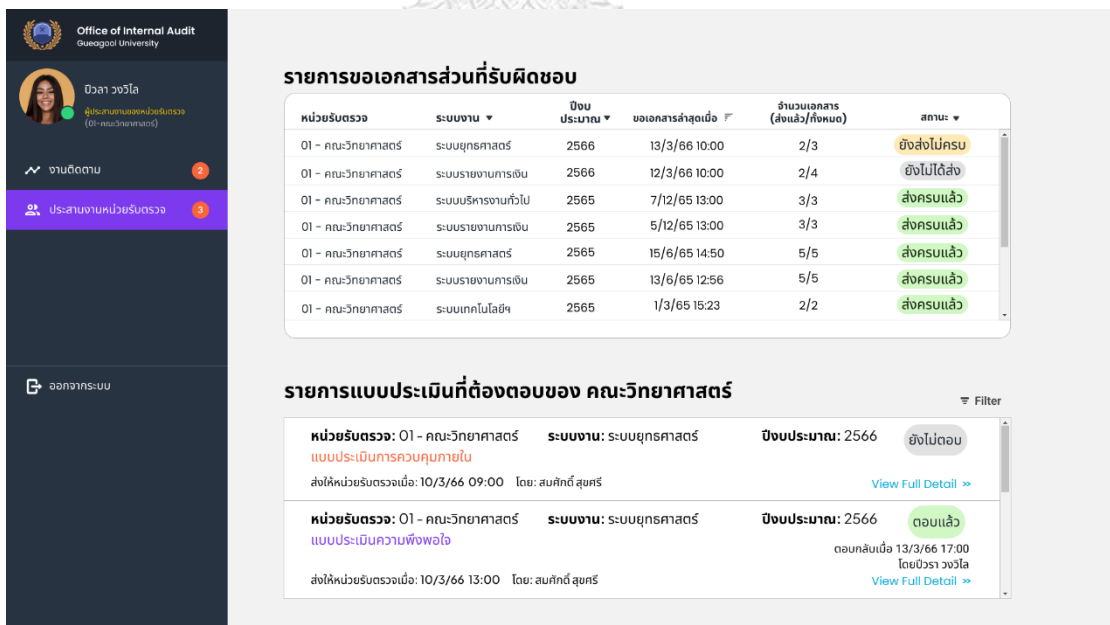 Office of Internal Audit
Gueagool University
ปิวลา วงวิไล
ผู้ประสานงานของหน่วยรับตรวจ
(01-คณะวิทยาศาสตร์)
งานติดตาม 2
ประสานงานหน่วยรับตรวจ 3
ออกจากระบบ
รายการขอเอกสารส่วนที่รับผิดชอบ
หน่วยรับตรวจ ระบบงาน ปีงบประมาณ ขอเอกสารล่าสุดเมื่อ จำนวนเอกสาร (ส่งแล้ว/ทั้งหมด) สถานะ
01 - คณะวิทยาศาสตร์ ระบบยุทธศาสตร์ 2566 13/3/66 10:00 2/3 ยังส่งไม่ครบ
01 - คณะวิทยาศาสตร์ ระบบรายงานการเงิน 2566 12/3/66 10:00 2/4 ยังไม่ได้ส่ง
01 - คณะวิทยาศาสตร์ ระบบบริหารงานทั่วไป 2565 7/12/65 13:00 3/3 ส่งครบแล้ว
01 - คณะวิทยาศาสตร์ ระบบรายงานการเงิน 2565 5/12/65 13:00 3/3 ส่งครบแล้ว
01 - คณะวิทยาศาสตร์ ระบบยุทธศาสตร์ 2565 15/6/65 14:50 5/5 ส่งครบแล้ว
01 - คณะวิทยาศาสตร์ ระบบรายงานการเงิน 2565 13/6/65 12:56 5/5 ส่งครบแล้ว
01 - คณะวิทยาศาสตร์ ระบบเทคโนโลยีฯ 2565 1/3/65 15:23 2/2 ส่งครบแล้ว
รายการแบบประเมินที่ต้องตอบของ คณะวิทยาศาสตร์
Filter
หน่วยรับตรวจ: 01 - คณะวิทยาศาสตร์ ระบบงาน: ระบบยุทธศาสตร์ ปีงบประมาณ: 2566 ยังไม่ตอบ
แบบประเมินการควบคุมภายใน
ส่งให้หน่วยรับตรวจเมื่อ: 10/3/66 09:00 โดย: สมศักดิ์ สุขศรี View Full Detail »
หน่วยรับตรวจ: 01 - คณะวิทยาศาสตร์ ระบบงาน: ระบบยุทธศาสตร์ ปีงบประมาณ: 2566 ตอบแล้ว
แบบประเมินความพึงพอใจ
ตอบกลับเมื่อ 13/3/66 17:00
โดยปิวรา วงวิไล
ส่งให้หน่วยรับตรวจเมื่อ: 10/3/66 13:00 โดย: สมศักดิ์ สุขศรี View Full Detail »